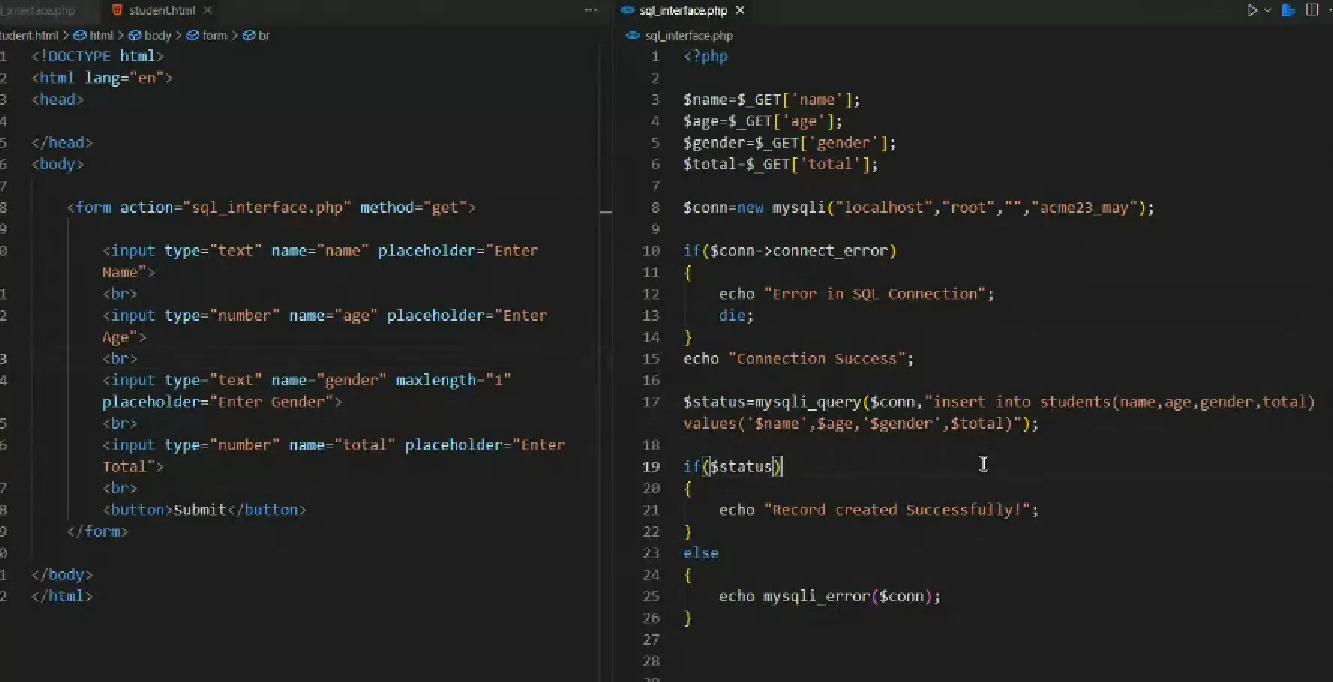 _interface.php student.html × ··· sql_interface.php ×
tudent.html > html > body > form > br
1 <!DOCTYPE html>
2 <html lang="en">
3 <head>
4
5 </head>
6 <body>
7
8 <form action="sql_interface.php" method="get">
9
0 <input type="text" name="name" placeholder="Enter
Name">
1 <br>
2 <input type="number" name="age" placeholder="Enter
Age">
3 <br>
4 <input type="text" name="gender" maxlength="1"
placeholder="Enter Gender">
5 <br>
6 <input type="number" name="total" placeholder="Enter
Total">
7 <br>
8 <button>Submit</button>
9 </form>
0
1 </body>
2 </html>
sql_interface.php
1 <?php
2
3 $name=$_GET['name'];
4 $age=$_GET['age'];
5 $gender=$_GET['gender'];
6 $total=$_GET['total'];
7
8 $conn=new mysqli("localhost","root","","acme23_may");
9
10 if($conn->connect_error)
11 {
12 echo "Error in SQL Connection";
13 die;
14 }
15 echo "Connection Success";
16
17 $status=mysqli_query($conn,"insert into students(name,age,gender,total)
values('$name',$age,'$gender',$total)");
18
19 if($status)
20 {
21 echo "Record created Successfully!";
22 }
23 else
24 {
25 echo mysqli_error($conn);
26 }
27
28